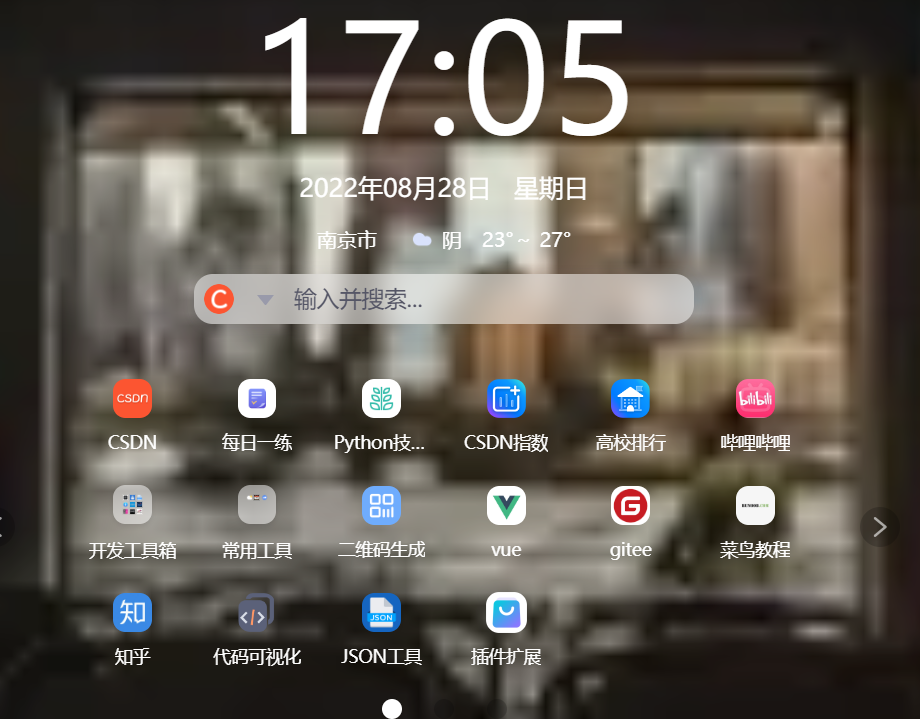 17:05
2022年08月28日 星期日
南京市 阴 23° ~ 27°
C 输入并搜索...
CSDN bilibili
CSDN 每日一练 Python技... CSDN指数 高校排行 哔哩哔哩
G RUNOOB.COM
开发工具箱 常用工具 二维码生成 vue gitee 菜鸟教程
知 </> JSON
知乎 代码可视化 JSON工具 插件扩展